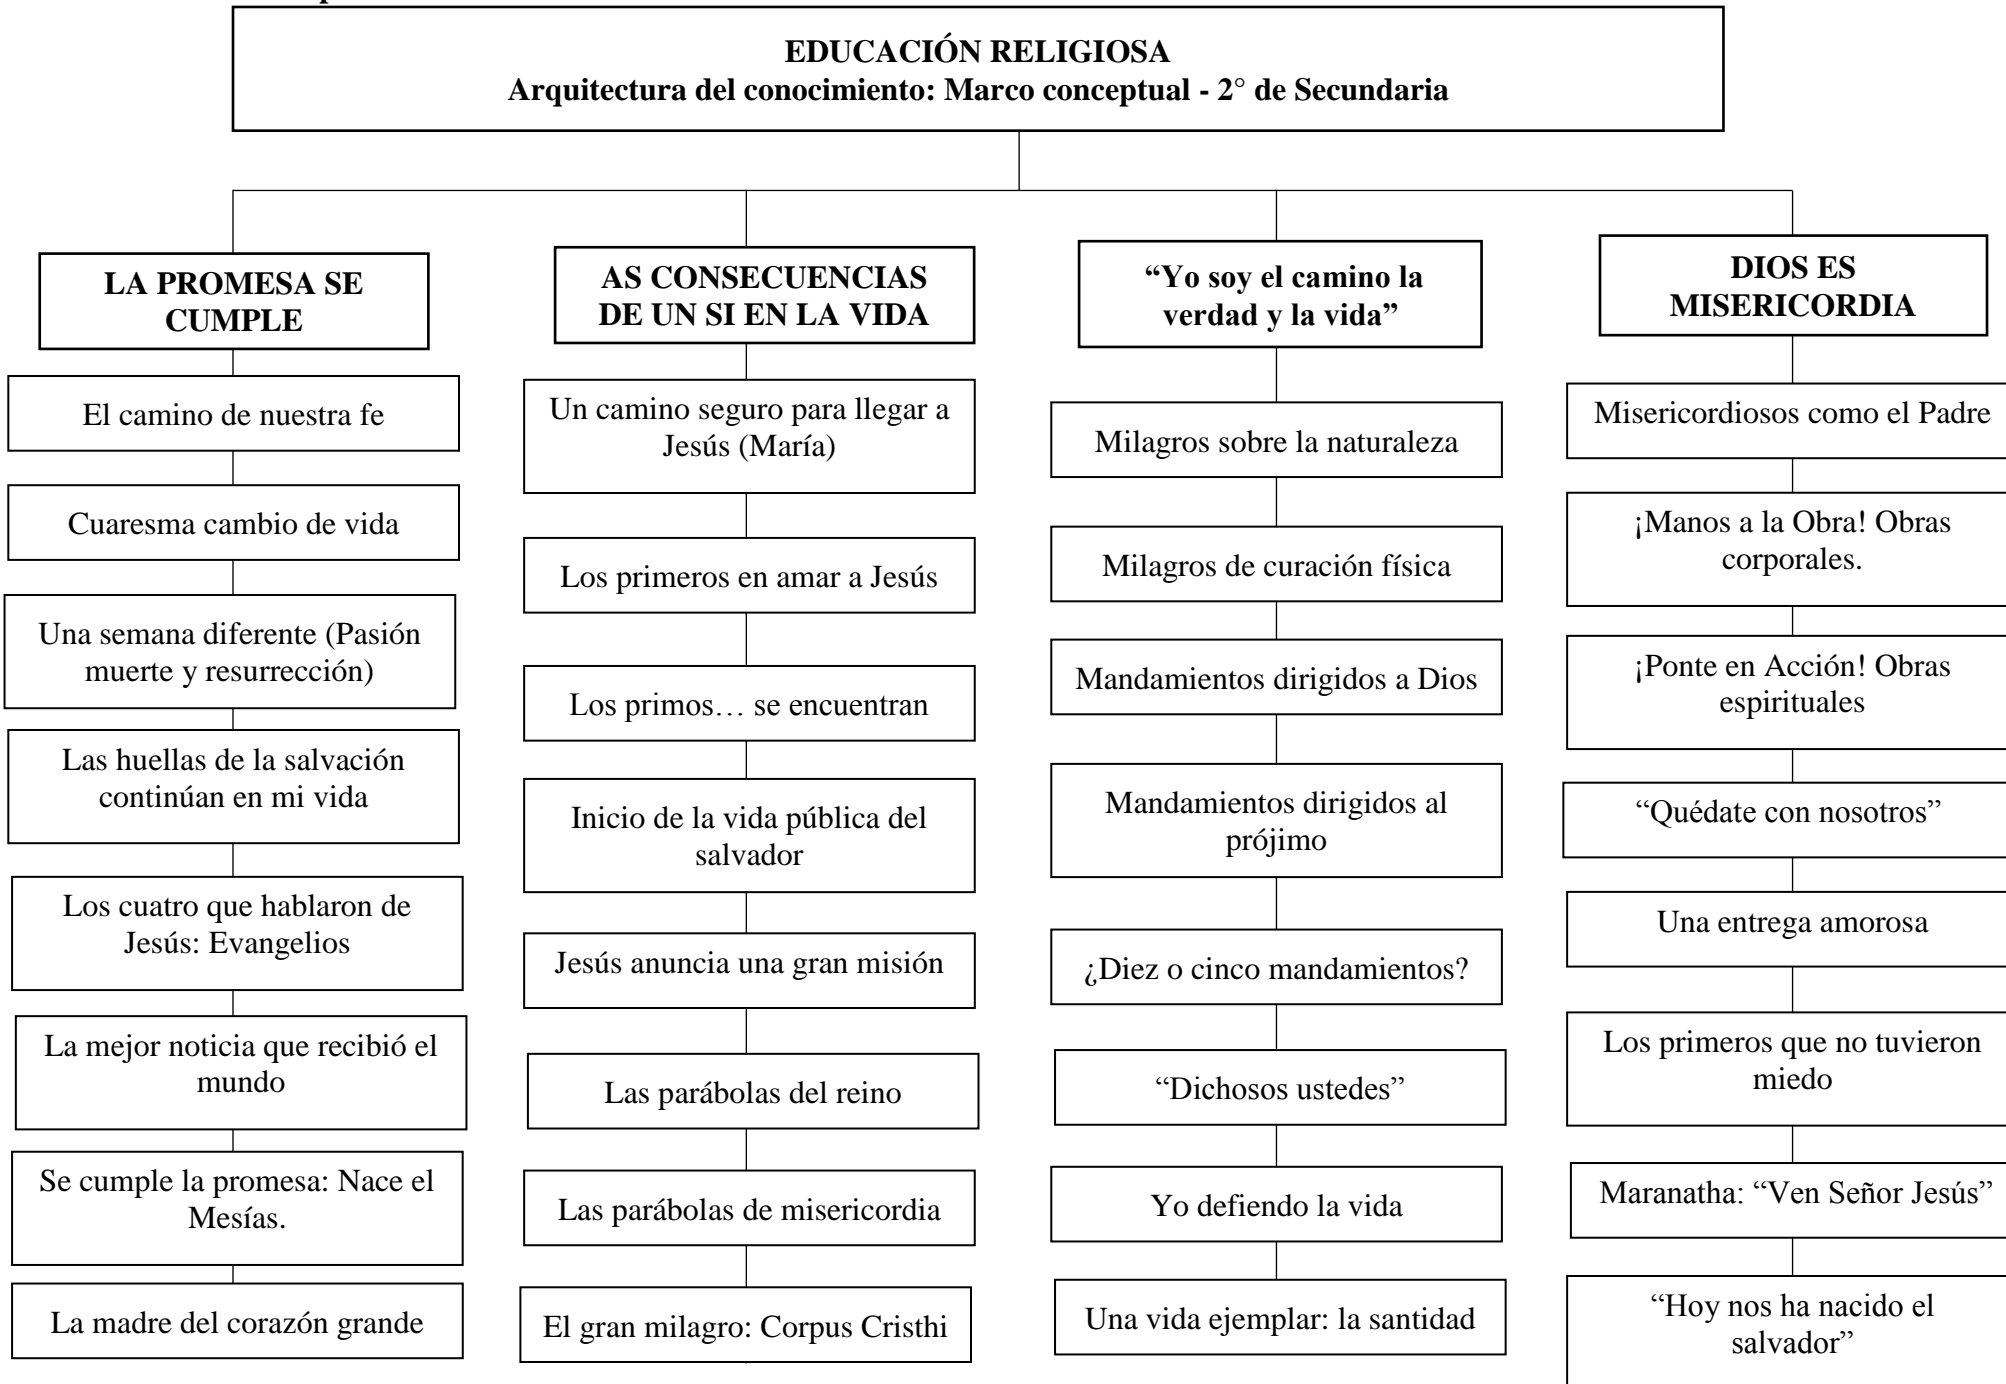 EDUCACIÓN RELIGIOSA
Arquitectura del conocimiento: Marco conceptual - 2° de Secundaria
LA PROMESA SE
CUMPLE
El camino de nuestra fe
Cuaresma cambio de vida
Una semana diferente (Pasión
muerte y resurrección)
Las huellas de la salvación
continúan en mi vida
Los cuatro que hablaron de
Jesús: Evangelios
La mejor noticia que recibió el
mundo
Se cumple la promesa: Nace el
Mesías.
La madre del corazón grande
AS CONSECUENCIAS
DE UN SI EN LA VIDA
Un camino seguro para llegar a
Jesús (María)
Los primeros en amar a Jesús
Los primos… se encuentran
Inicio de la vida pública del
salvador
Jesús anuncia una gran misión
Las parábolas del reino
Las parábolas de misericordia
El gran milagro: Corpus Cristhi
“Yo soy el camino la
verdad y la vida”
Milagros sobre la naturaleza
Milagros de curación física
Mandamientos dirigidos a Dios
Mandamientos dirigidos al
prójimo
¿Diez o cinco mandamientos?
“Dichosos ustedes”
Yo defiendo la vida
Una vida ejemplar: la santidad
DIOS ES
MISERICORDIA
Misericordiosos como el Padre
¡Manos a la Obra! Obras
corporales.
¡Ponte en Acción! Obras
espirituales
“Quédate con nosotros”
Una entrega amorosa
Los primeros que no tuvieron
miedo
Maranatha: “Ven Señor Jesús”
“Hoy nos ha nacido el
salvador”